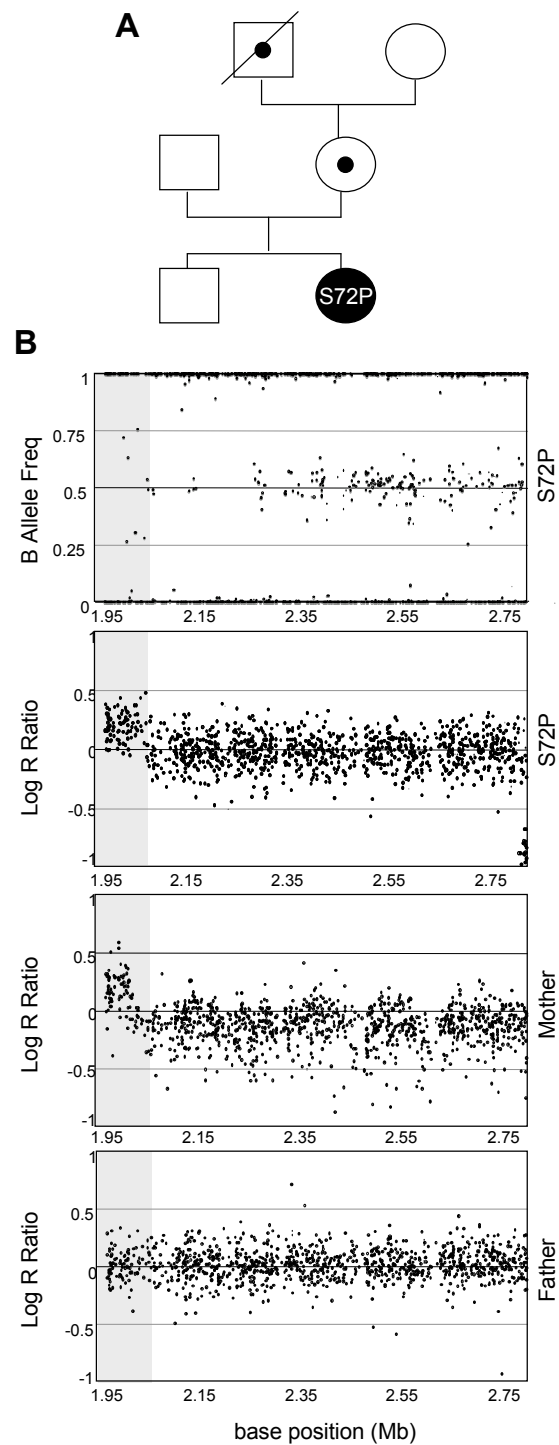 A
S72P
B
1
0.75
0.5
0.25
0
B Allele Freq
S72P
1.95 2.15 2.35 2.55 2.75
1
0.5
0
-0.5
-1
Log R Ratio
S72P
1.95 2.15 2.35 2.55 2.75
1
0.5
0
-0.5
-1
Log R Ratio
Mother
1.95 2.15 2.35 2.55 2.75
1
0.5
0
-0.5
-1
Log R Ratio
Father
1.95 2.15 2.35 2.55 2.75
base position (Mb)